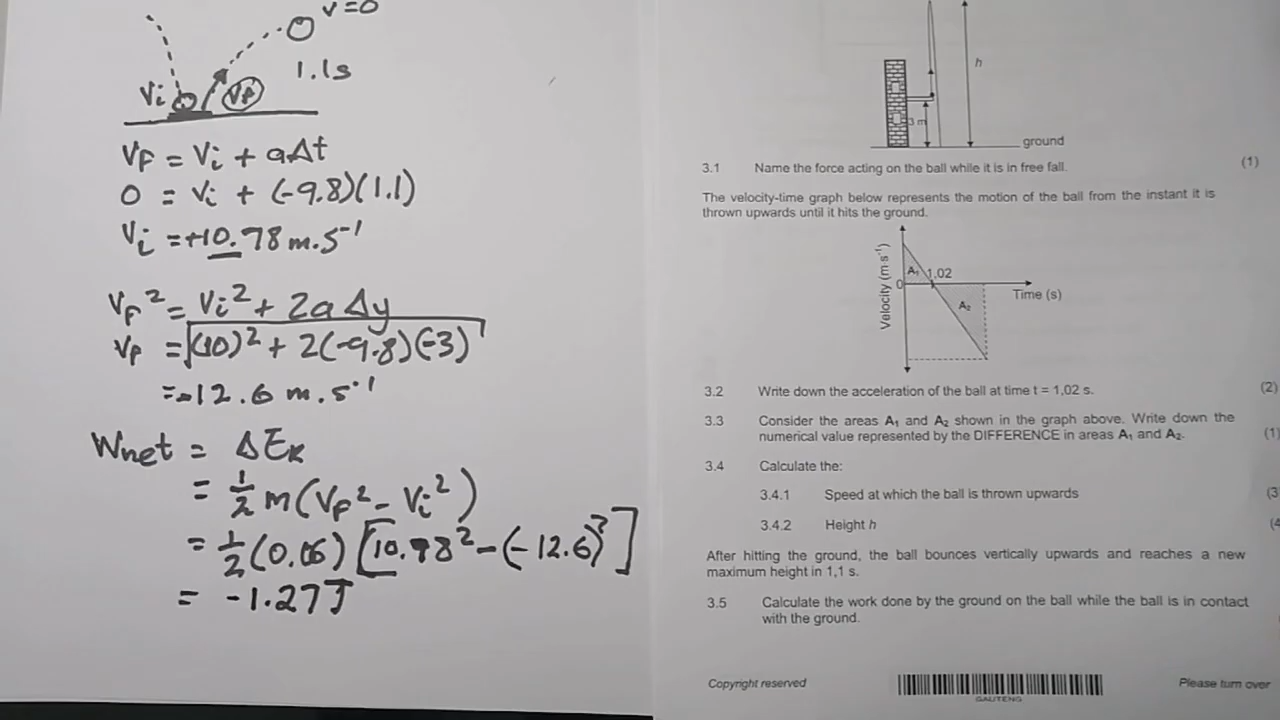 v=0
1.1s
Vi
VF
VF = Vi + aΔt
0 = Vi + (-9.8)(1.1)
Vi = +10.78 m.s⁻¹
VF² = Vi² + 2aΔy
VF = √(10)² + 2(-9.8)(-3)
= -12.6 m.s⁻¹
Wnet = ΔEK
= ½ m(VF² - Vi²)
= ½ (0.06) [10.78² - (-12.6)²]
= -1.27J
h
3 m
ground
3.1 Name the force acting on the ball while it is in free fall. (1)
The velocity-time graph below represents the motion of the ball from the instant it is
thrown upwards until it hits the ground.
Velocity (m·s⁻¹)
A₁
1,02
0
Time (s)
A₂
3.2 Write down the acceleration of the ball at time t = 1,02 s. (2)
3.3 Consider the areas A₁ and A₂ shown in the graph above. Write down the
numerical value represented by the DIFFERENCE in areas A₁ and A₂. (1)
3.4 Calculate the:
3.4.1 Speed at which the ball is thrown upwards (3
3.4.2 Height h (4
After hitting the ground, the ball bounces vertically upwards and reaches a new
maximum height in 1,1 s.
3.5 Calculate the work done by the ground on the ball while the ball is in contact
with the ground.
Copyright reserved
GAUTENG
Please turn over